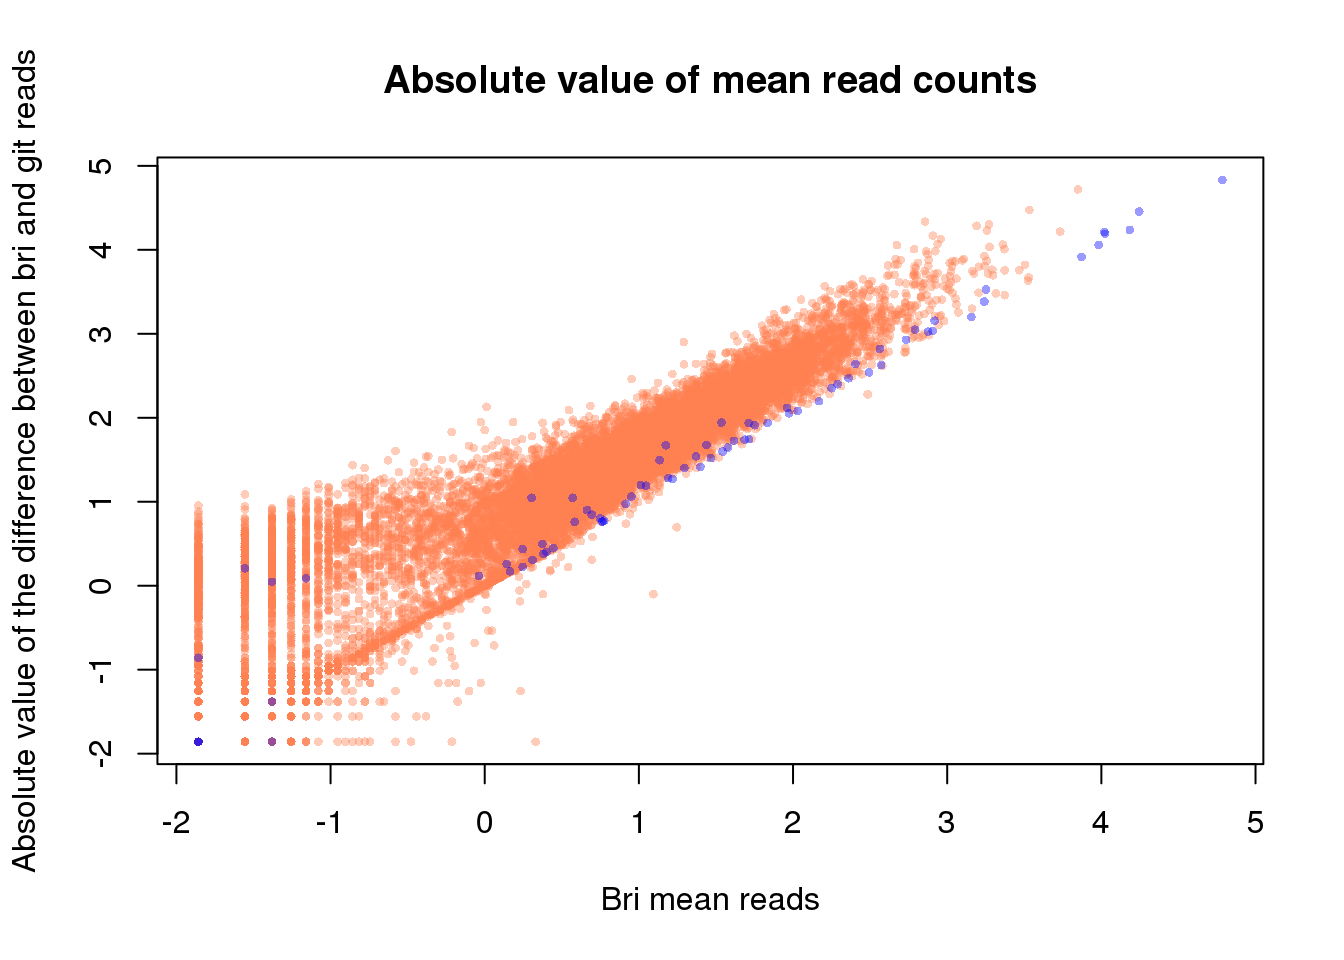 Absolute value of mean read counts
Absolute value of the difference between bri and git reads
5
4
3
2
1
0
-1
-2
-2 -1 0 1 2 3 4 5
Bri mean reads